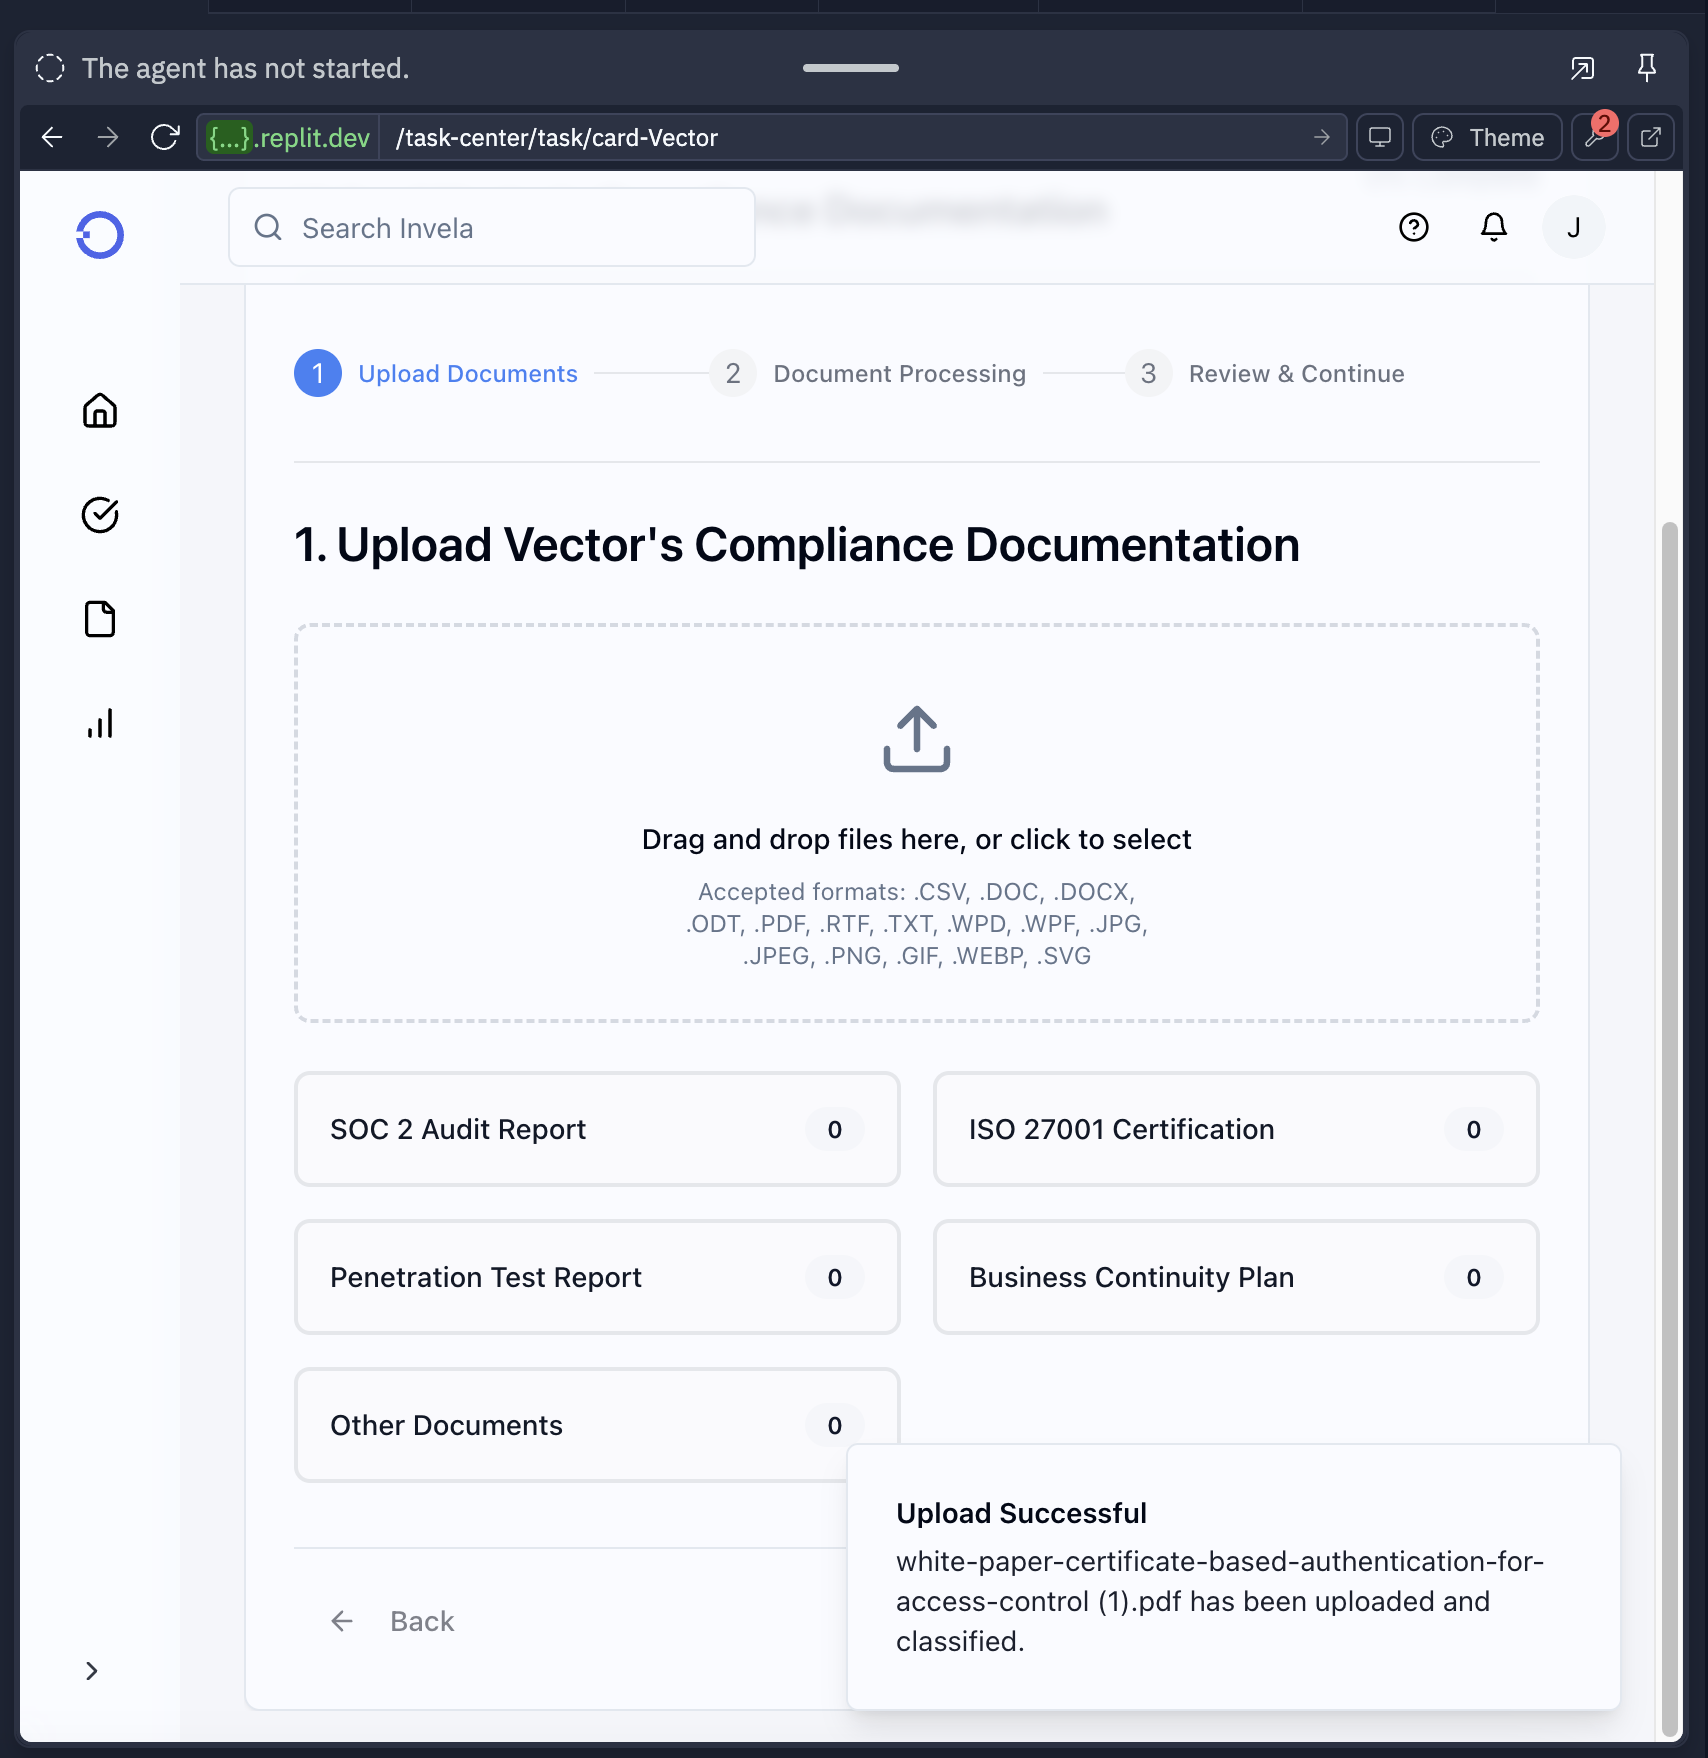 The agent has not started.
{...}.replit.dev /task-center/task/card-Vector
Theme
2
Search Invela
Documentation
J
1 Upload Documents
2 Document Processing
3 Review & Continue
1. Upload Vector's Compliance Documentation
Drag and drop files here, or click to select
Accepted formats: .CSV, .DOC, .DOCX,
.ODT, .PDF, .RTF, .TXT, .WPD, .WPF, .JPG,
.JPEG, .PNG, .GIF, .WEBP, .SVG
SOC 2 Audit Report 0
ISO 27001 Certification 0
Penetration Test Report 0
Business Continuity Plan 0
Other Documents 0
Upload Successful
white-paper-certificate-based-authentication-for-
access-control (1).pdf has been uploaded and
classified.
Back